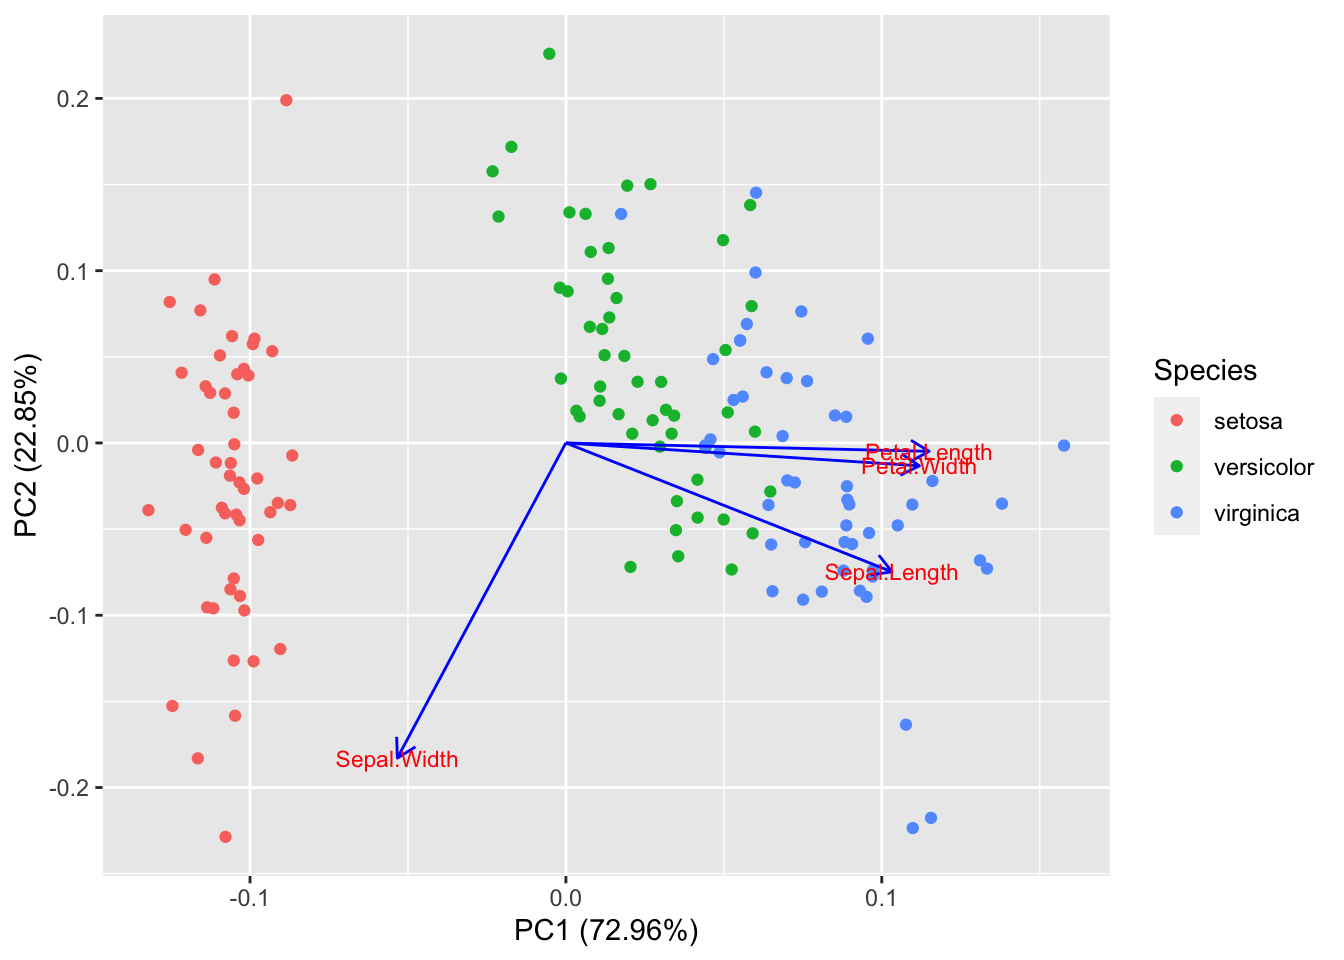 0.2
0.1
0.0
-0.1
-0.2
PC2 (22.85%)
Petal.Length
Petal.Width
Sepal.Length
Sepal.Width
-0.1
0.0
0.1
PC1 (72.96%)
Species
setosa
versicolor
virginica